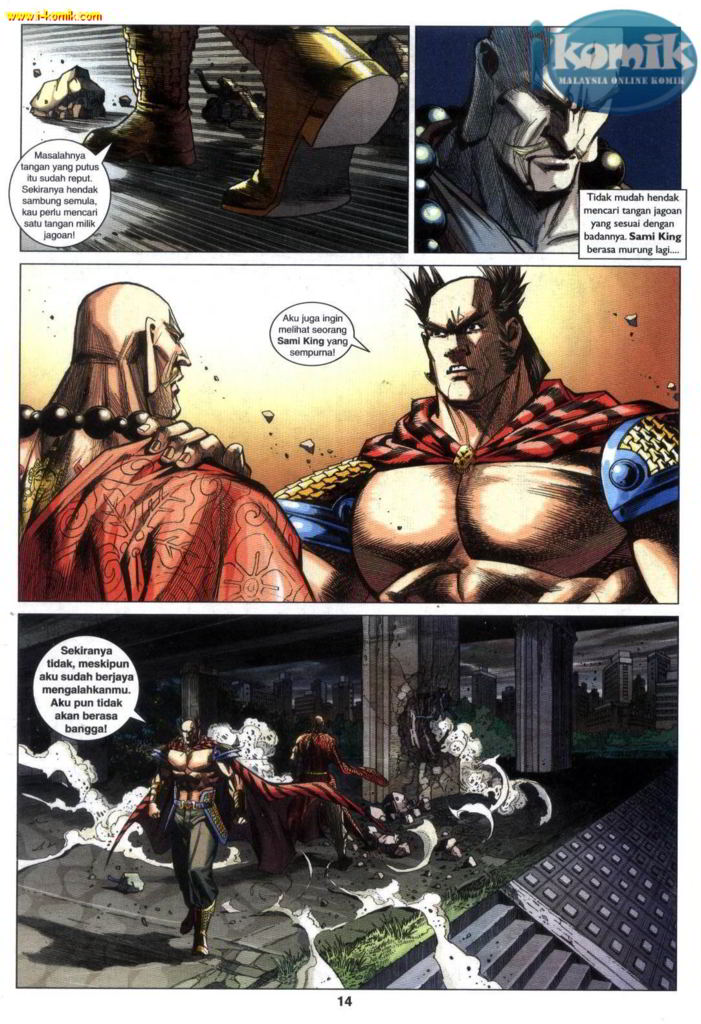 www.i-komik.com
komik
MALAYSIA ONLINE KOMIK
Masalahnya
tangan yang putus
itu sudah reput.
Sekiranya hendak
sambung semula,
kau perlu mencari
satu tangan milik
jagoan!
Tidak mudah hendak
mencari tangan jagoan
yang sesuai dengan
badannya. Sami King
berasa murung lagi....
Aku juga ingin
melihat seorang
Sami King yang
sempurna!
Sekiranya
tidak, meskipun
aku sudah berjaya
mengalahkanmu.
Aku pun tidak
akan berasa
bangga!
14